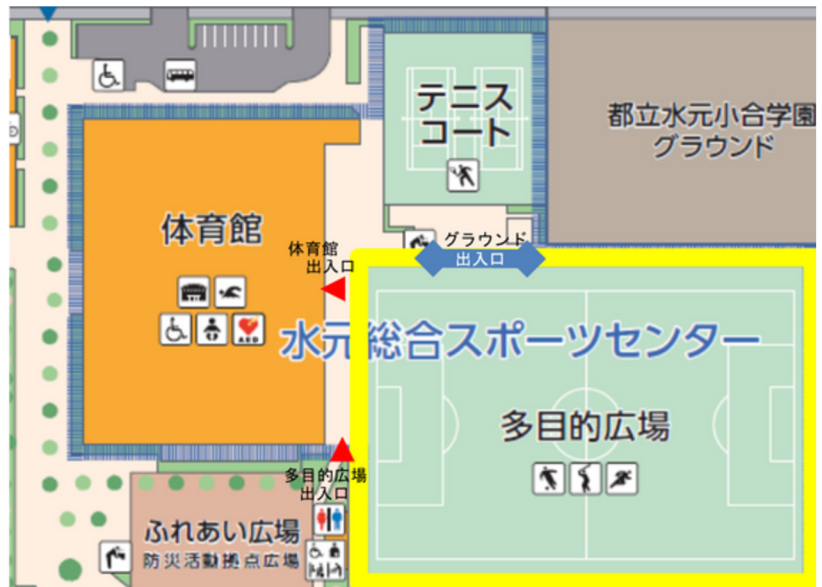 テニス
コート
都立水元小合学園
グラウンド
体育館
体育館
出入口
グラウンド
出入口
AED
水元総合スポーツセンター
多目的広場
多目的広場
出入口
ふれあい広場
防災活動拠点広場